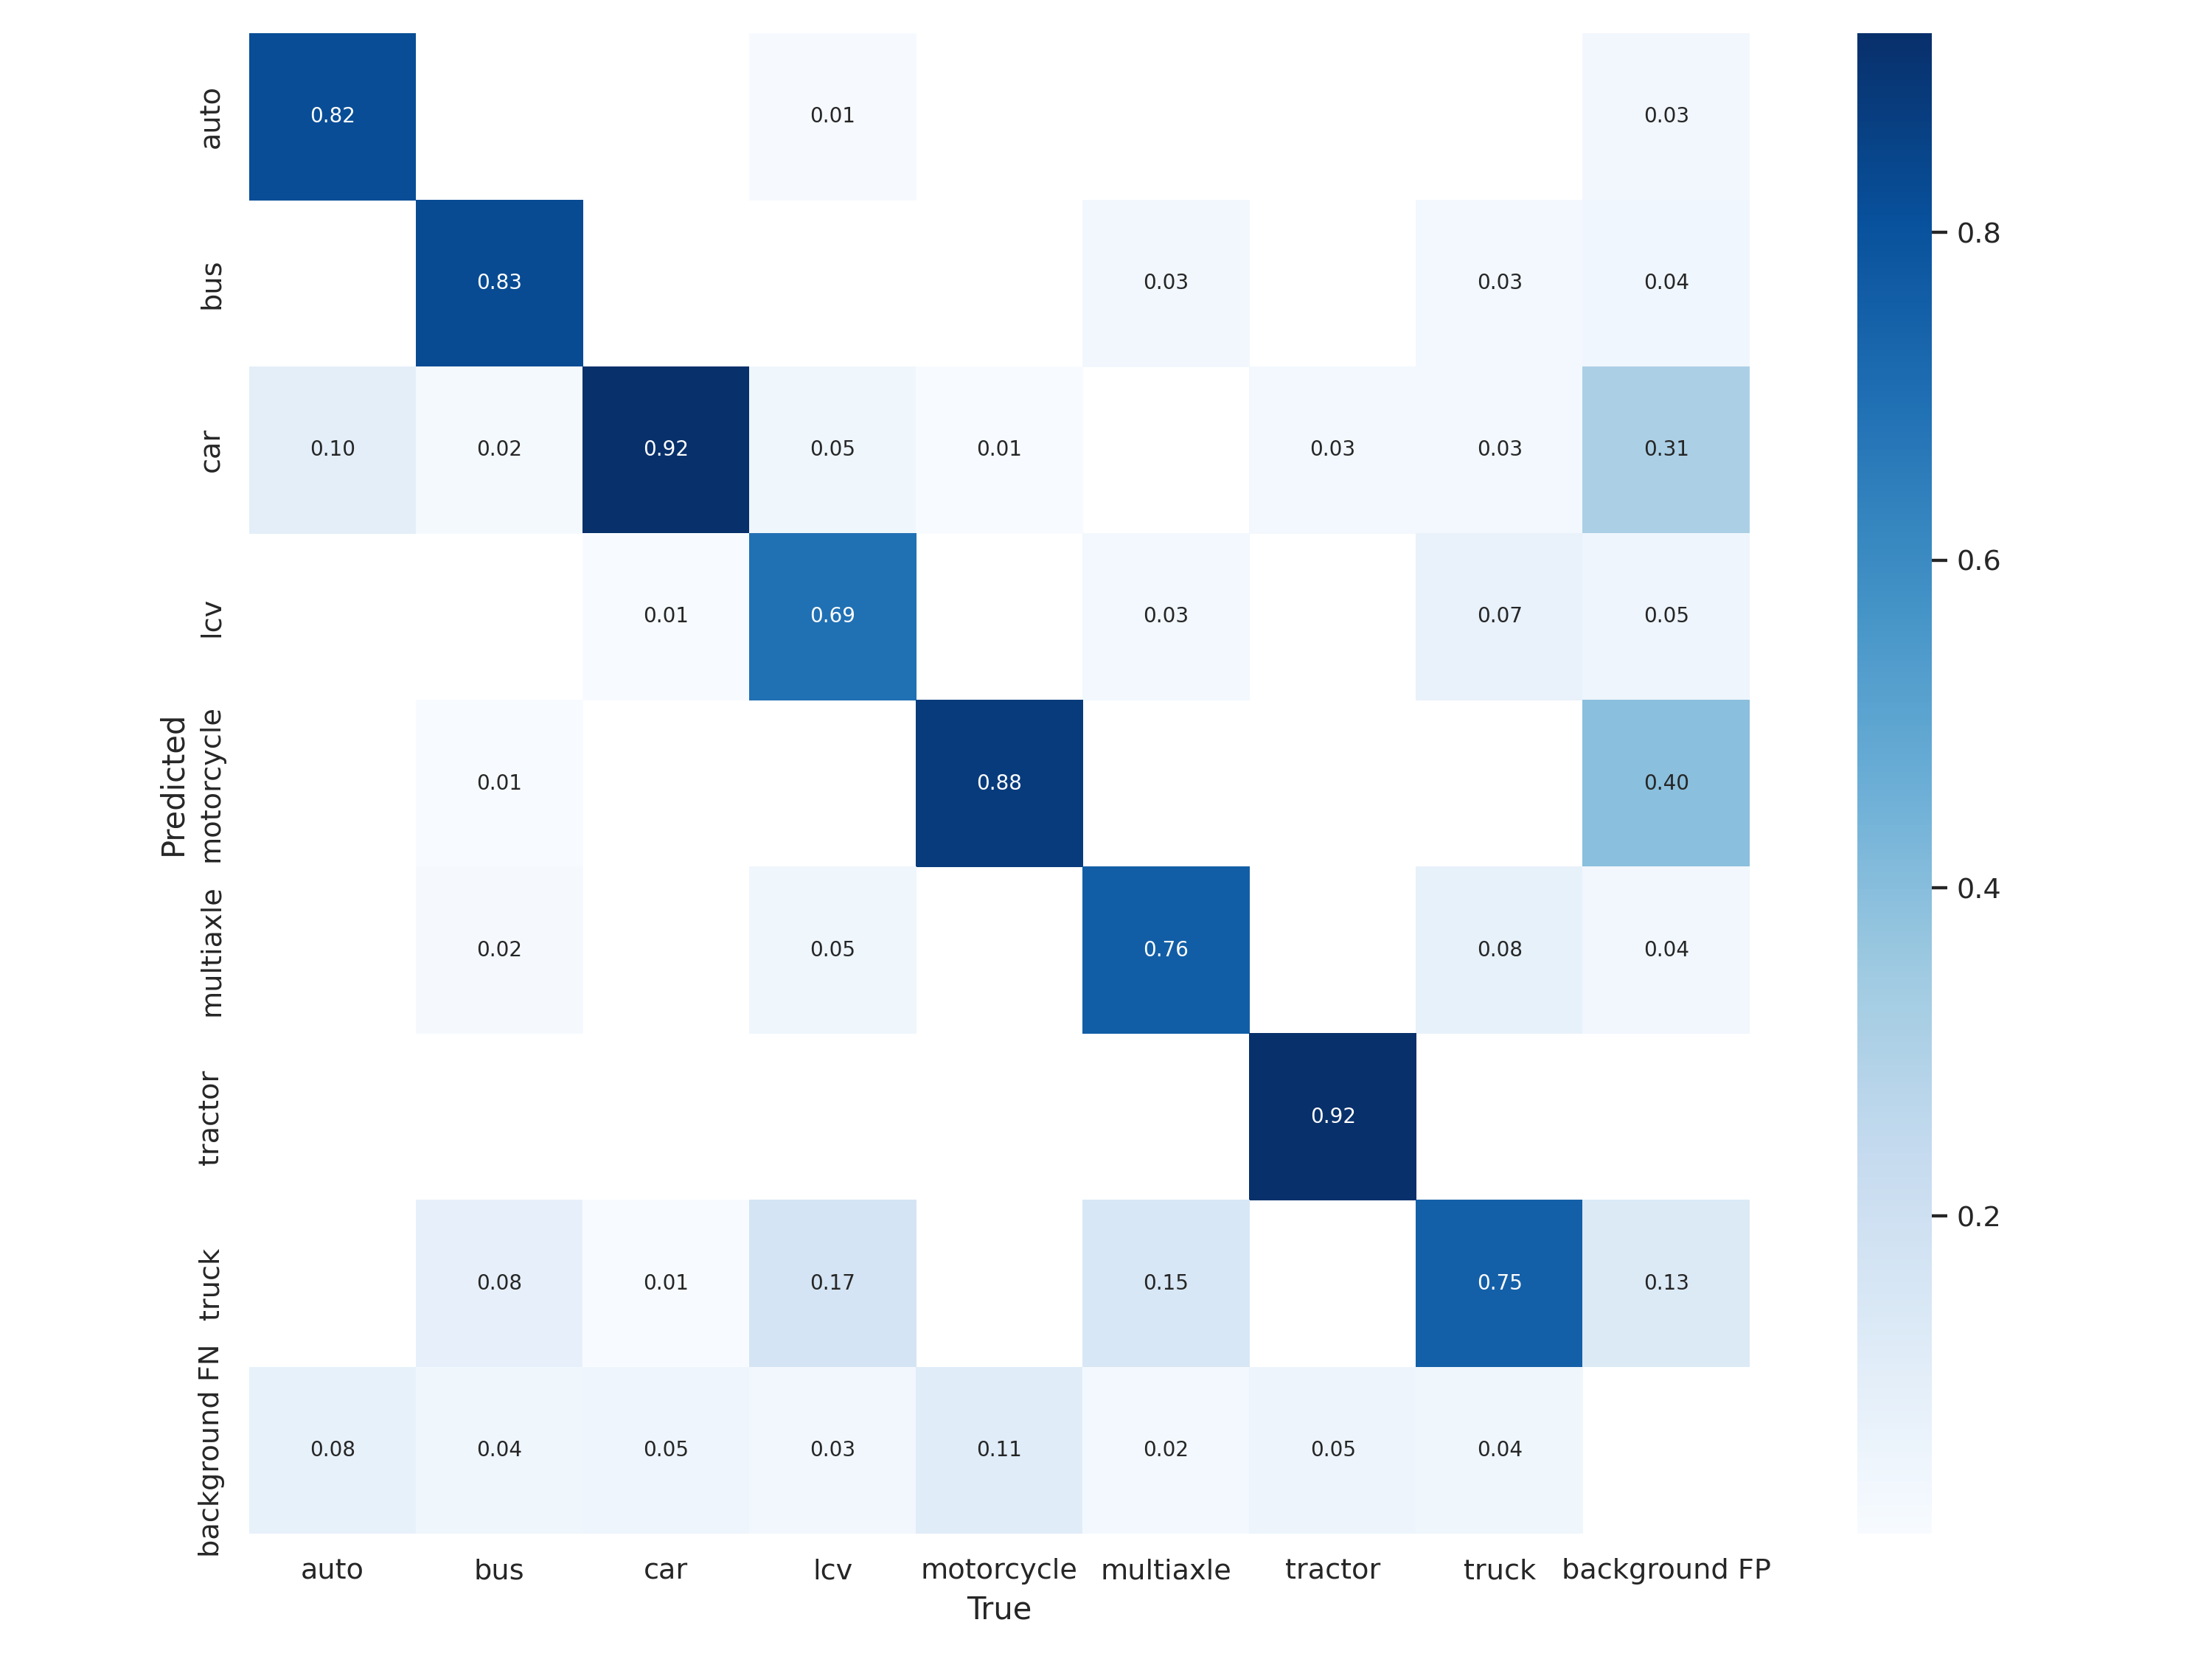 auto 0.82 0.01 0.03
bus 0.83 0.03 0.03 0.04
0.8
car 0.10 0.02 0.92 0.05 0.01 0.03 0.03 0.31
0.6
lcv 0.01 0.69 0.03 0.07 0.05
Predicted
motorcycle 0.01 0.88 0.40
0.4
multiaxle 0.02 0.05 0.76 0.08 0.04
tractor 0.92
0.2
truck 0.08 0.01 0.17 0.15 0.75 0.13
background FN 0.08 0.04 0.05 0.03 0.11 0.02 0.05 0.04
auto bus car lcv motorcycle multiaxle tractor truck background FP
True